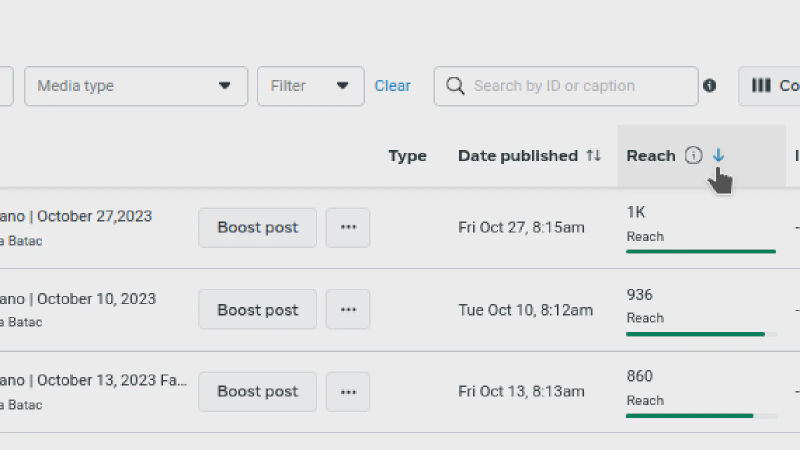 Media type Filter Clear Search by ID or caption Co
Type Date published Reach
ano | October 27,2023 Boost post ... Fri Oct 27, 8:15am 1K
a Batac Reach
ano | October 10, 2023 Boost post ... Tue Oct 10, 8:12am 936
a Batac Reach
ano | October 13, 2023 Fa... Boost post ... Fri Oct 13, 8:13am 860
a Batac Reach